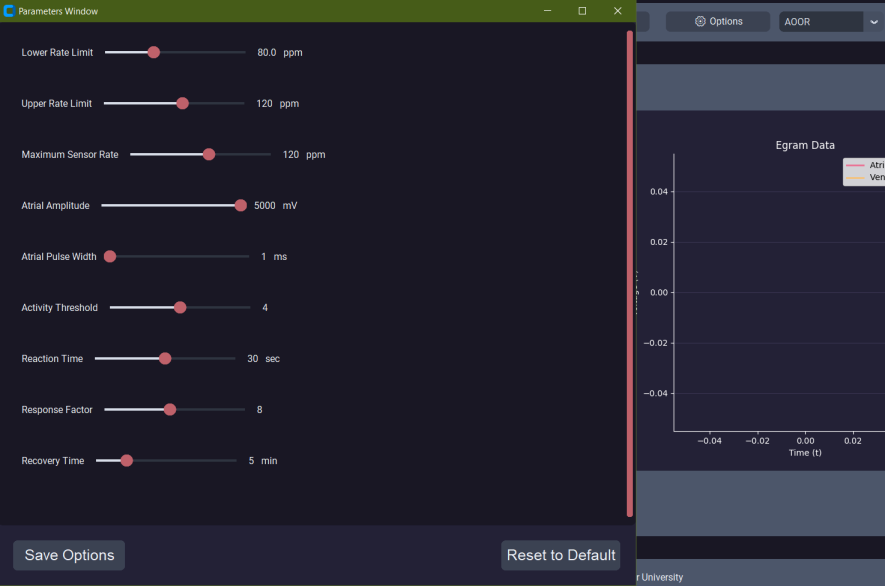 Parameters Window
Options
AOOR
Lower Rate Limit 80.0 ppm
Upper Rate Limit 120 ppm
Maximum Sensor Rate 120 ppm
Atrial Amplitude 5000 mV
Atrial Pulse Width 1 ms
Activity Threshold 4
Reaction Time 30 sec
Response Factor 8
Recovery Time 5 min
Save Options
Reset to Default
Egram Data
Atri
Ven
0.04
0.02
0.00
−0.02
−0.04
−0.04 −0.02 0.00 0.02
Time (t)
r University